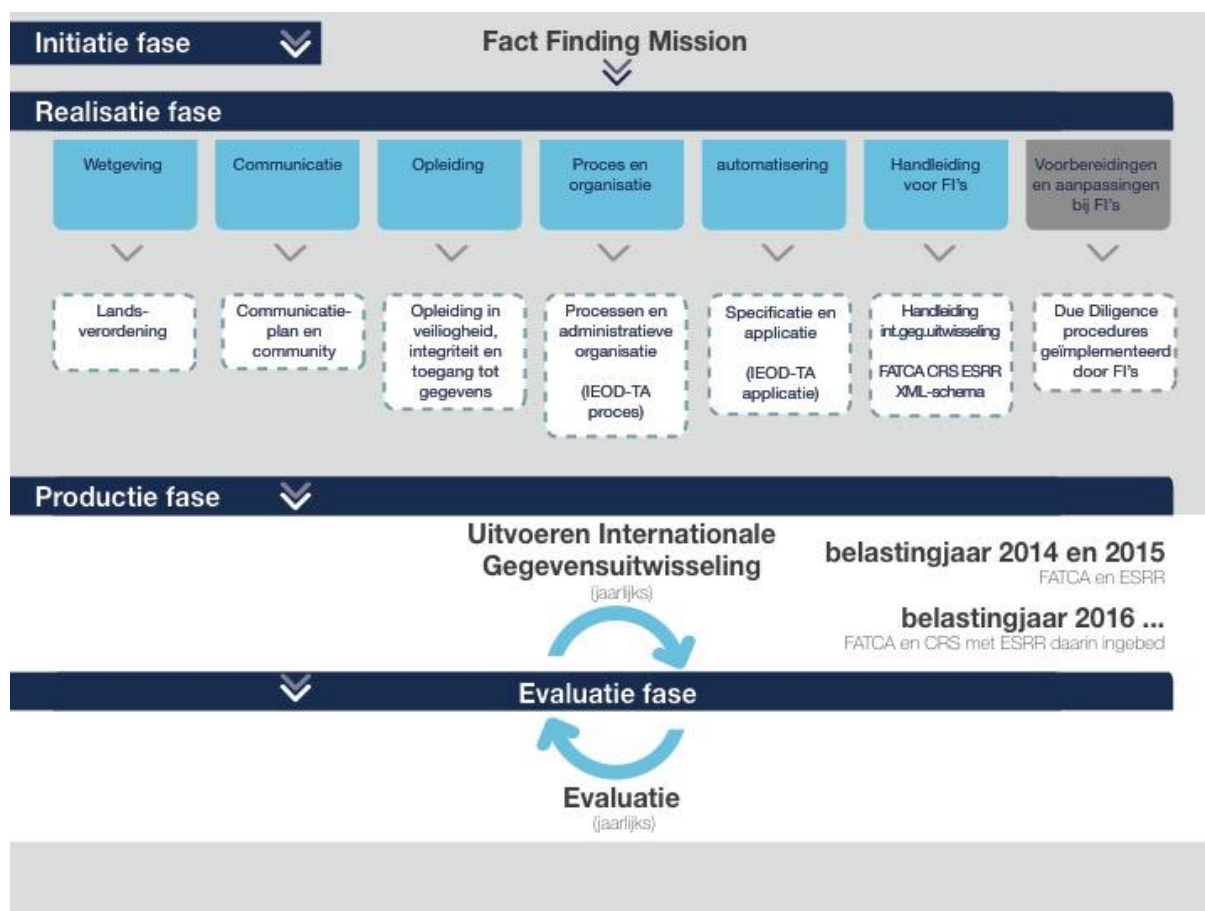 Initiatie fase
Fact Finding Mission
Realisatie fase
Wetgeving
Communicatie
Opleiding
Proces en
organisatie
automatisering
Handleiding
voor FI's
Voorbereidingen
en aanpassingen
bij FI's
Lands-
verordening
Communicatie-
plan en
community
Opleiding in
veiliogheid,
integriteit en
toegang tot
gegevens
Processen en
administratieve
organisatie
(IEOD-TA
proces)
Specificatie en
applicatie
(IEOD-TA
applicatie)
Handleiding
int.geg.uitwisseling
FATCA CRS ESRR
XML-schema
Due Diligence
procedures
geïmplementeerd
door FI's
Productie fase
Uitvoeren Internationale
Gegevensuitwisseling
(jaarlijks)
belastingjaar 2014 en 2015
FATCA en ESRR
belastingjaar 2016 ...
FATCA en CRS met ESRR daarin ingebed
Evaluatie fase
Evaluatie
(jaarlijks)